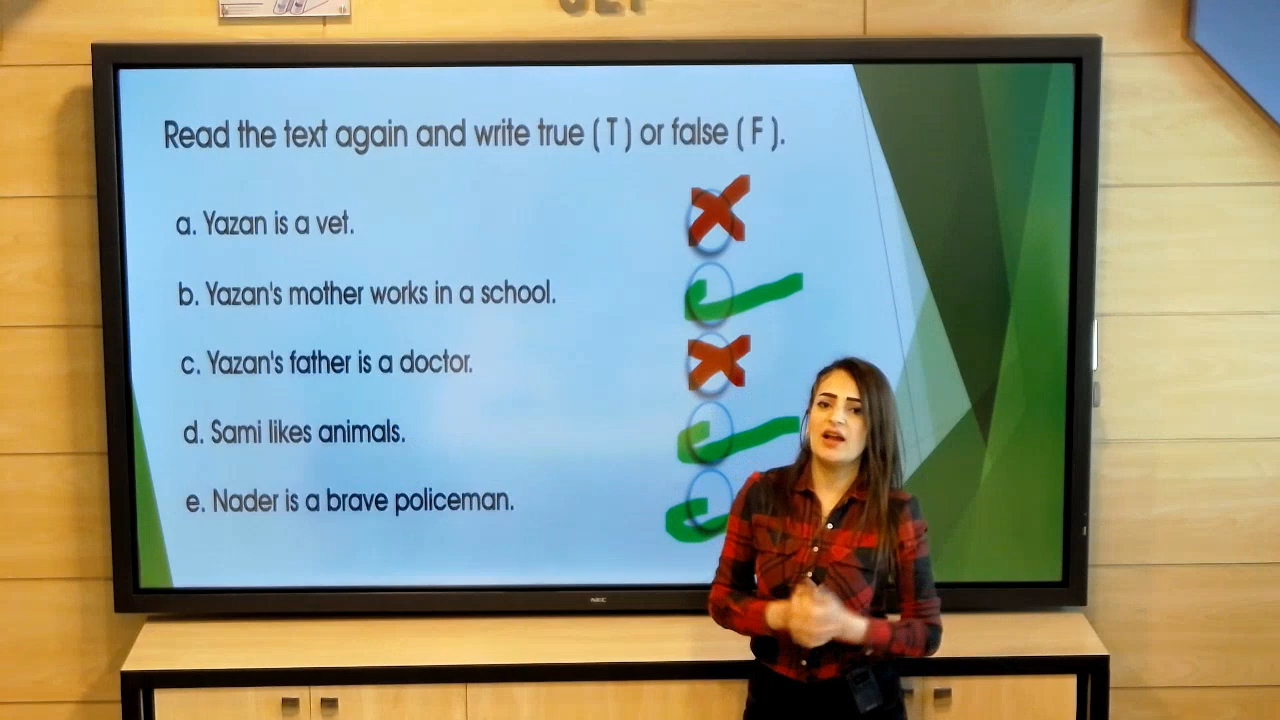 Read the text again and write true ( T ) or false ( F ).
a. Yazan is a vet.
b. Yazan's mother works in a school.
c. Yazan's father is a doctor.
d. Sami likes animals.
e. Nader is a brave policeman.
NEC